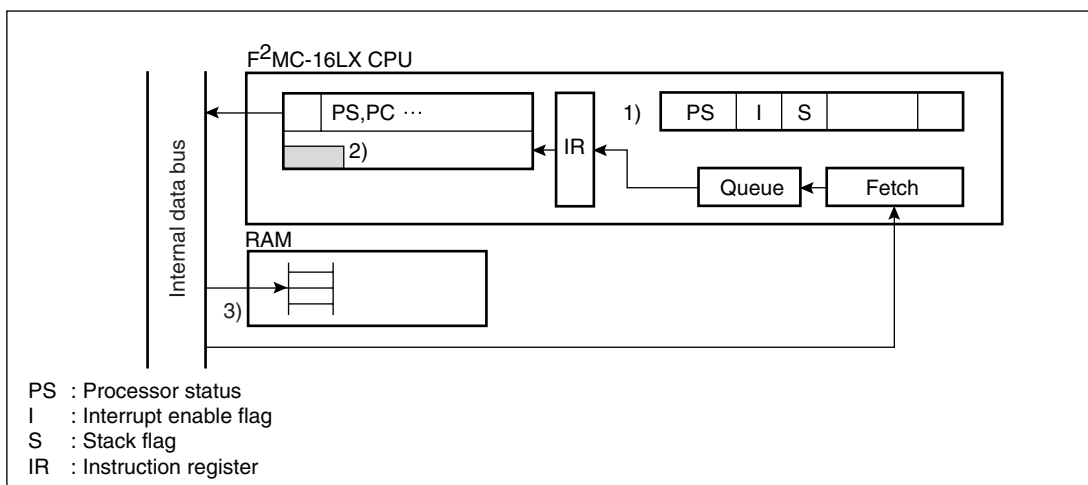 F²MC-16LX CPU
PS,PC ···
1)
PS I S
2)
IR
Queue
Fetch
Internal data bus
RAM
3)
PS : Processor status
I : Interrupt enable flag
S : Stack flag
IR : Instruction register